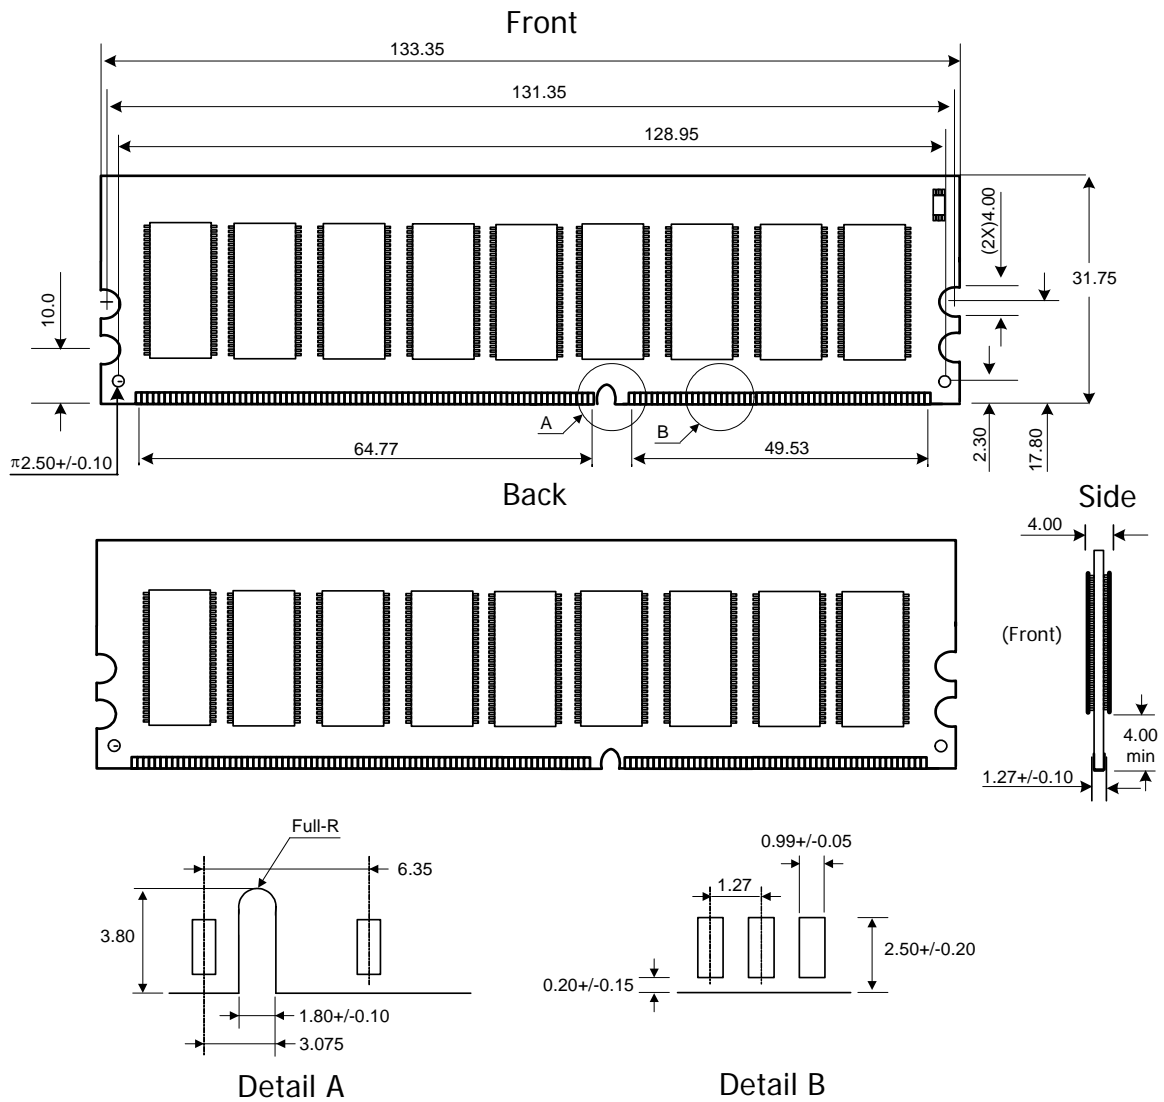 Front
133.35
131.35
128.95
(2X)4.00
31.75
10.0
A
B
64.77
49.53
2.30
17.80
π2.50+/-0.10
Back
Side
4.00
(Front)
4.00
min
1.27+/-0.10
Full-R
6.35
3.80
1.80+/-0.10
3.075
Detail A
0.99+/-0.05
1.27
2.50+/-0.20
0.20+/-0.15
Detail B